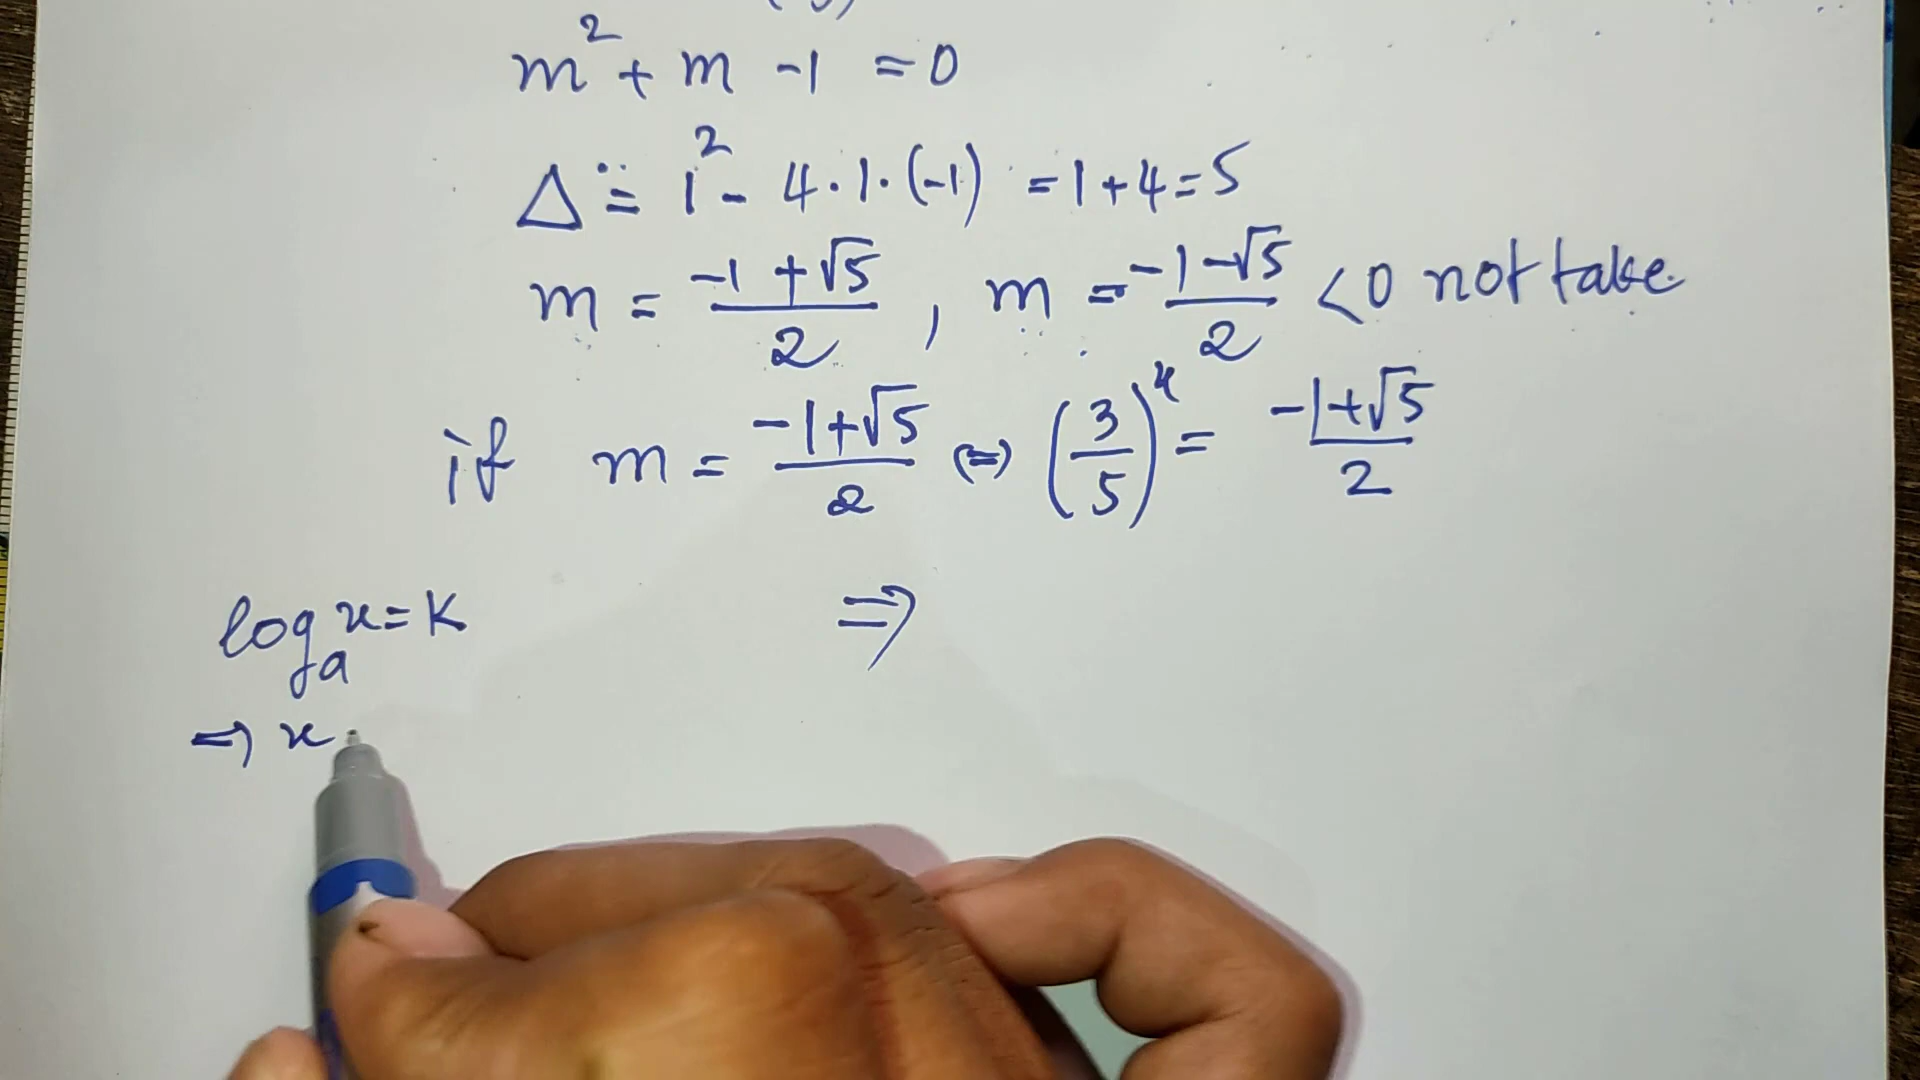 m² + m - 1 = 0
Δ = 1² - 4·1·(-1) = 1+4 = 5
m = (-1+√5)/2 , m = (-1-√5)/2 < 0 not take
if m = (-1+√5)/2 (=) (3/5)^x = (-1+√5)/2
log_a x = K
⇒
⇒ x